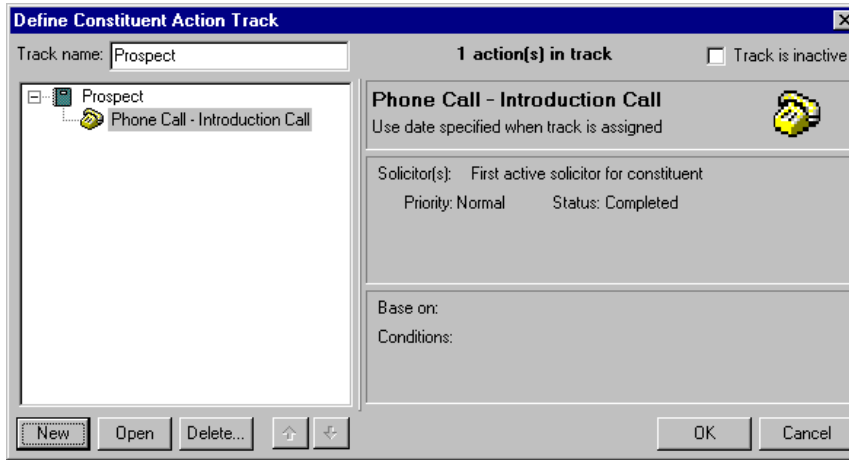 Define Constituent Action Track
Track name: Prospect
1 action(s) in track
Track is inactive
Prospect
Phone Call - Introduction Call
Phone Call - Introduction Call
Use date specified when track is assigned
Solicitor(s): First active solicitor for constituent
Priority: Normal Status: Completed
Base on:
Conditions:
New Open Delete... OK Cancel